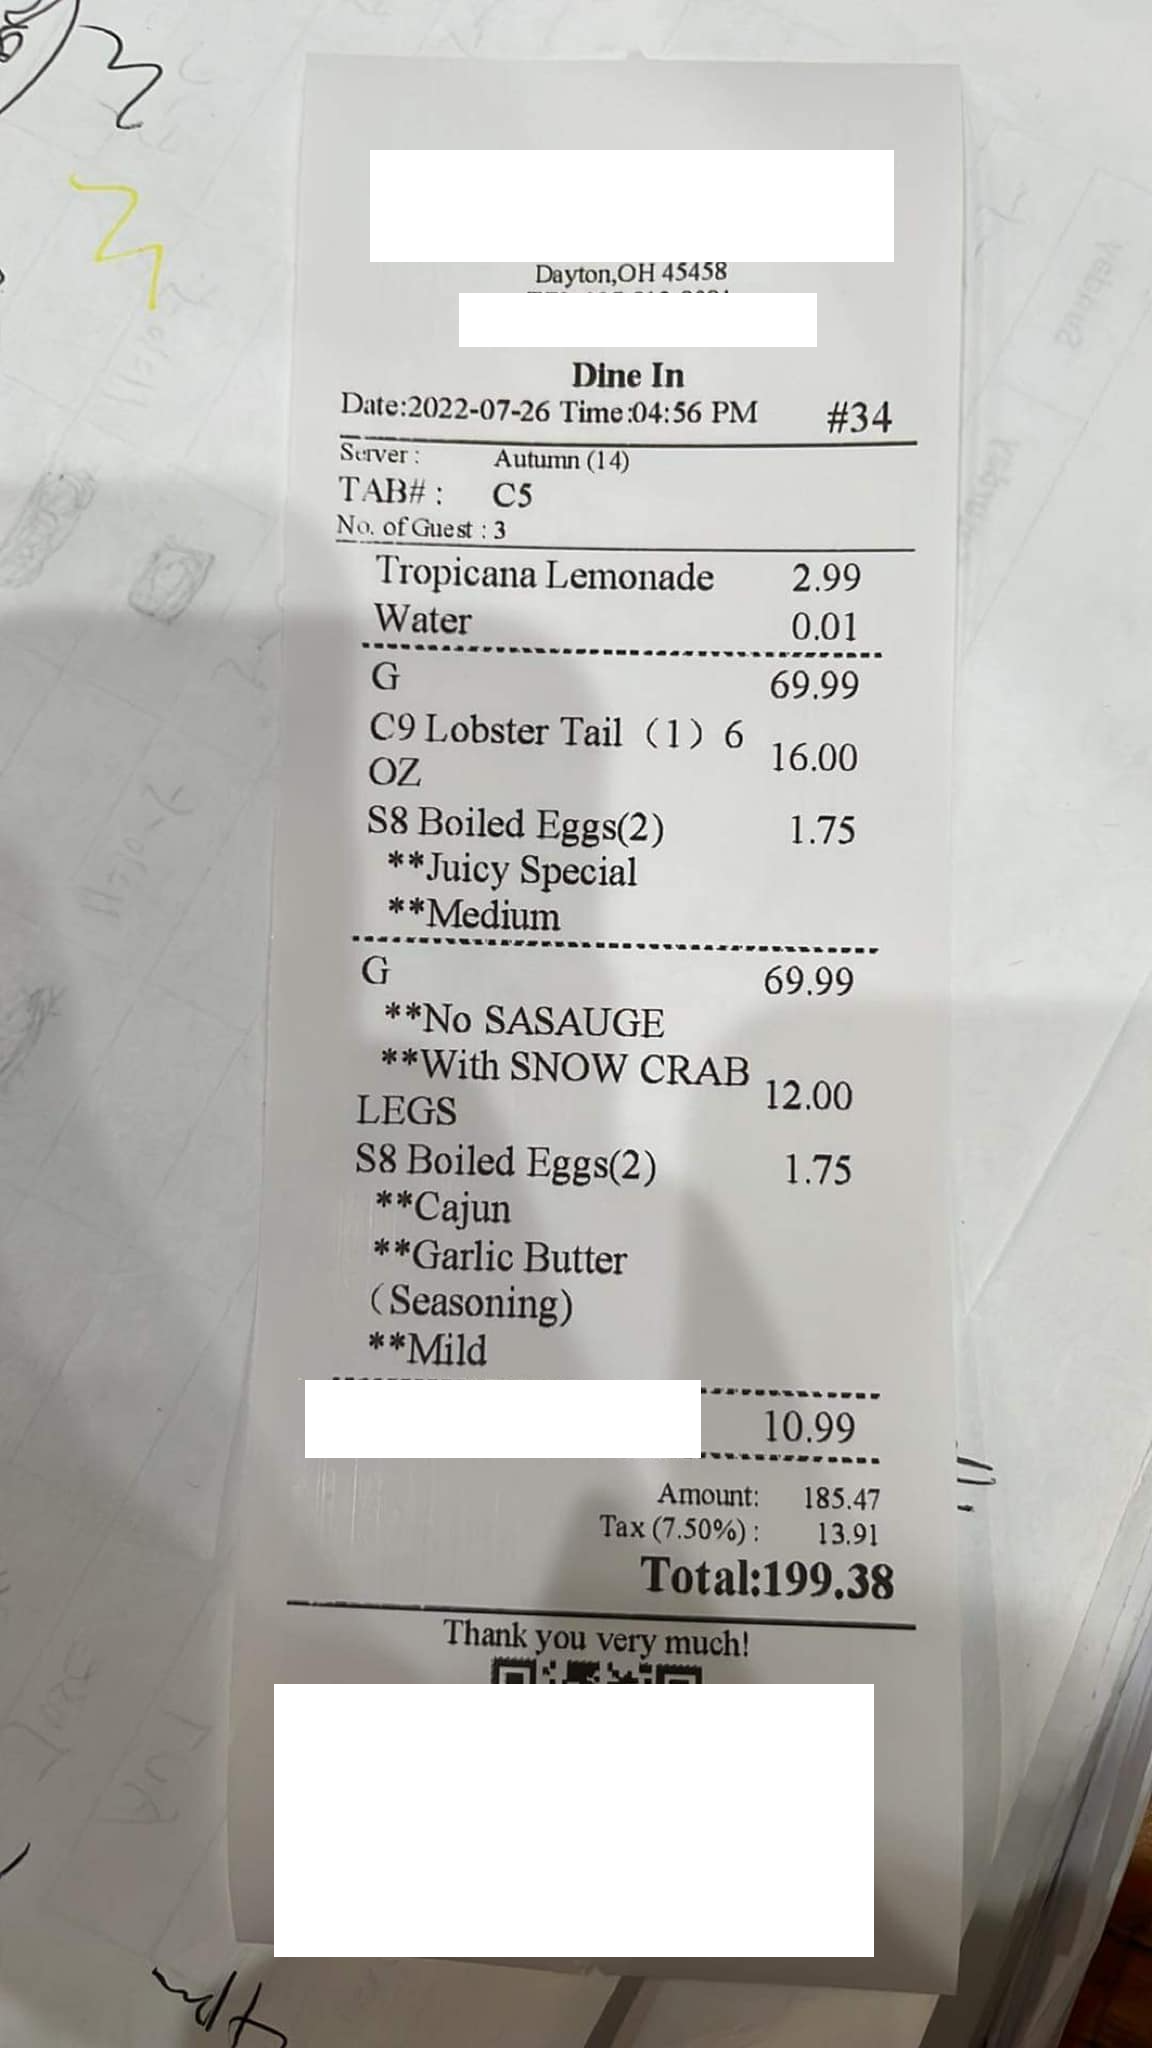 Dayton,OH 45458
Dine In
Date:2022-07-26 Time:04:56 PM #34
Server: Autumn (14)
TAB# : C5
No. of Guest : 3
Tropicana Lemonade 2.99
Water 0.01
G 69.99
C9 Lobster Tail (1) 6
OZ 16.00
S8 Boiled Eggs(2) 1.75
**Juicy Special
**Medium
G 69.99
**No SASAUGE
**With SNOW CRAB
LEGS 12.00
S8 Boiled Eggs(2) 1.75
**Cajun
**Garlic Butter
(Seasoning)
**Mild
10.99
Amount: 185.47
Tax (7.50%) : 13.91
Total:199.38
Thank you very much!